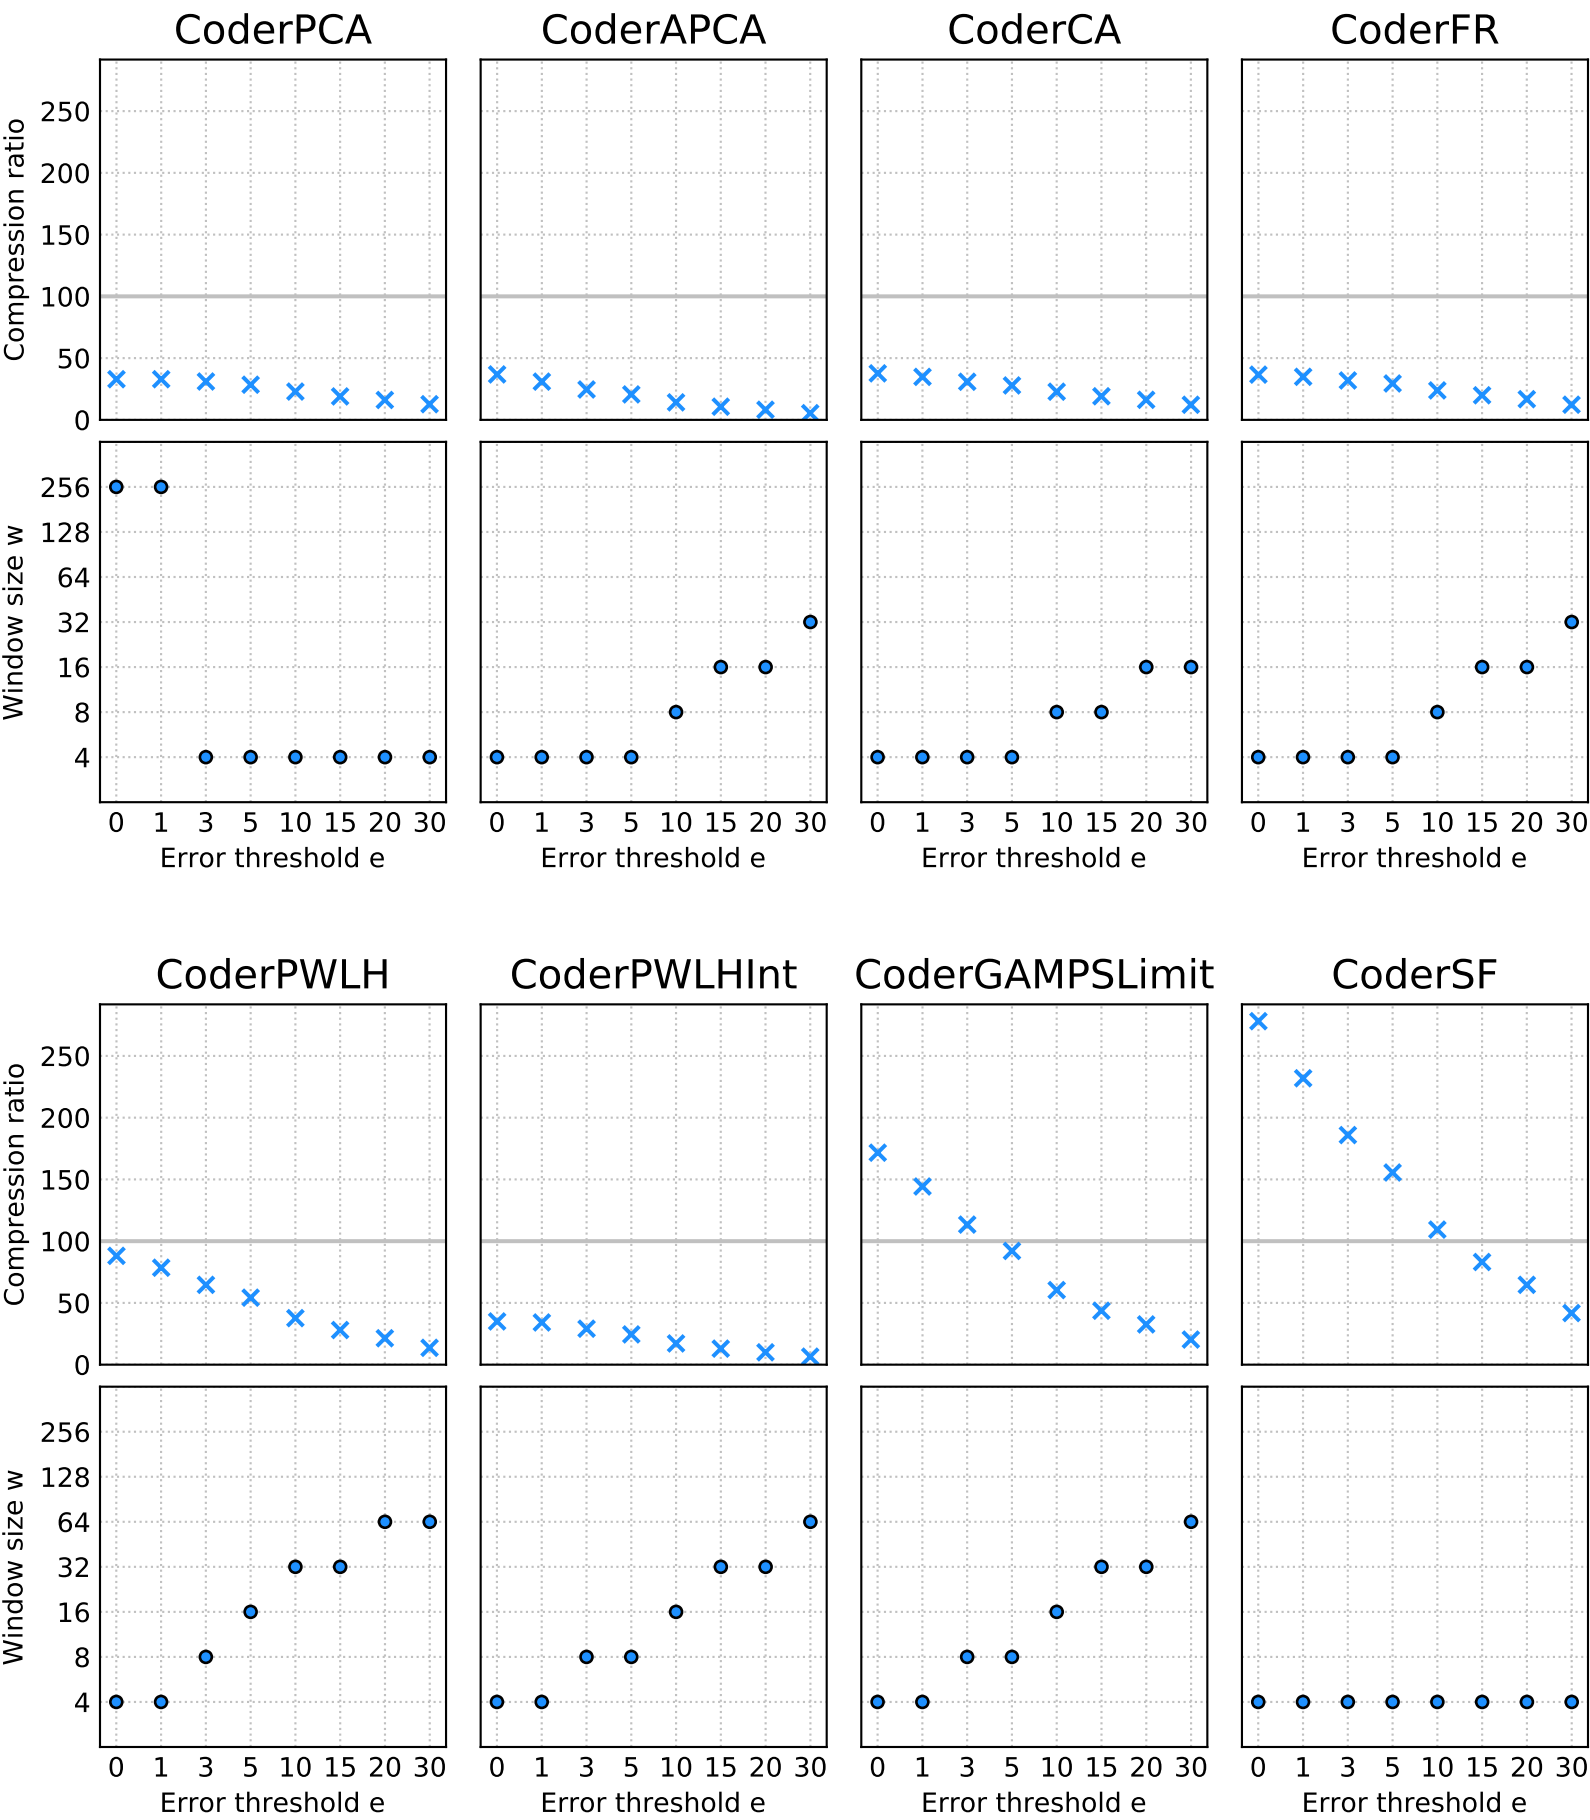 CoderPCA CoderAPCA CoderCA CoderFR
Compression ratio
250
200
150
100
50
0
Window size w
256
128
64
32
16
8
4
0 1 3 5 10 15 20 30 0 1 3 5 10 15 20 30 0 1 3 5 10 15 20 30 0 1 3 5 10 15 20 30
Error threshold e Error threshold e Error threshold e Error threshold e
CoderPWLH CoderPWLHInt CoderGAMPSLimit CoderSF
Compression ratio
250
200
150
100
50
0
Window size w
256
128
64
32
16
8
4
0 1 3 5 10 15 20 30 0 1 3 5 10 15 20 30 0 1 3 5 10 15 20 30 0 1 3 5 10 15 20 30
Error threshold e Error threshold e Error threshold e Error threshold e